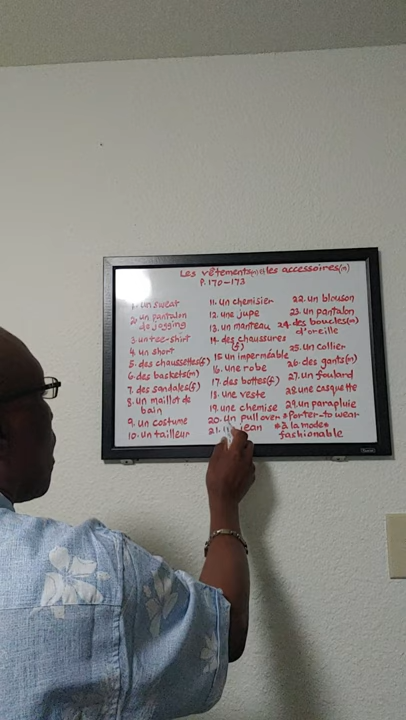 Les vêtements(m) et les accessoires(m)
P. 170-173
1. un sweat
2. un pantalon
de jogging
3. un tee-shirt
4. un short
5. des chaussettes(f)
6. des baskets(m)
7. des sandales(f)
8. un maillot de
bain
9. un costume
10. un tailleur
11. un chemisier
12. une jupe
13. un manteau
14. des chaussures
(f)
15 un imperméable
16. une robe
17. des bottes(f)
18. une veste
19. une chemise
20. un pullover
21. un jean
22. un blouson
23. un pantalon
24. des boucles(m)
d'oreille
25. un collier
26. des gants(m)
27. un foulard
28. une casquette
29. un parapluie
*porter-to wear
*à la mode=
fashionable